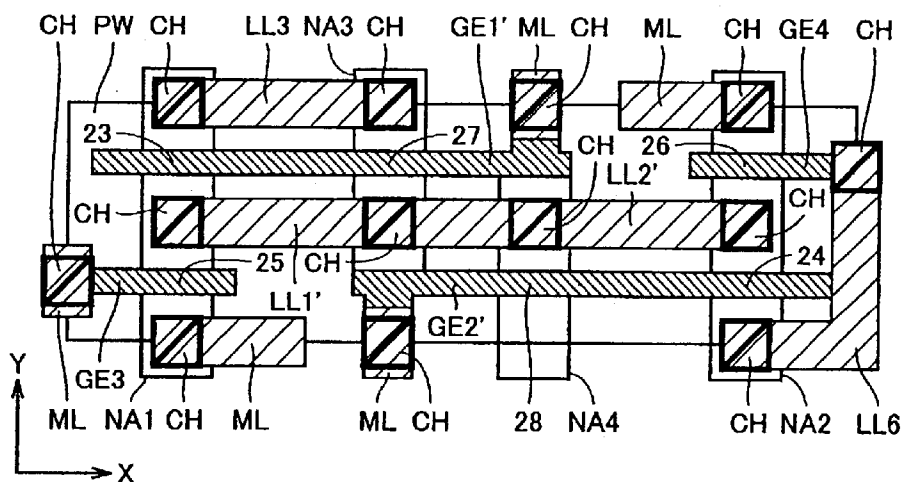 CH PW CH LL3 NA3 CH GE1' ML CH ML CH GE4 CH
23 27 26
CH LL2'
CH CH
25 CH 24
LL1' GE2'
GE3
ML NA1 CH ML ML CH 28 NA4 CH NA2 LL6
Y
X